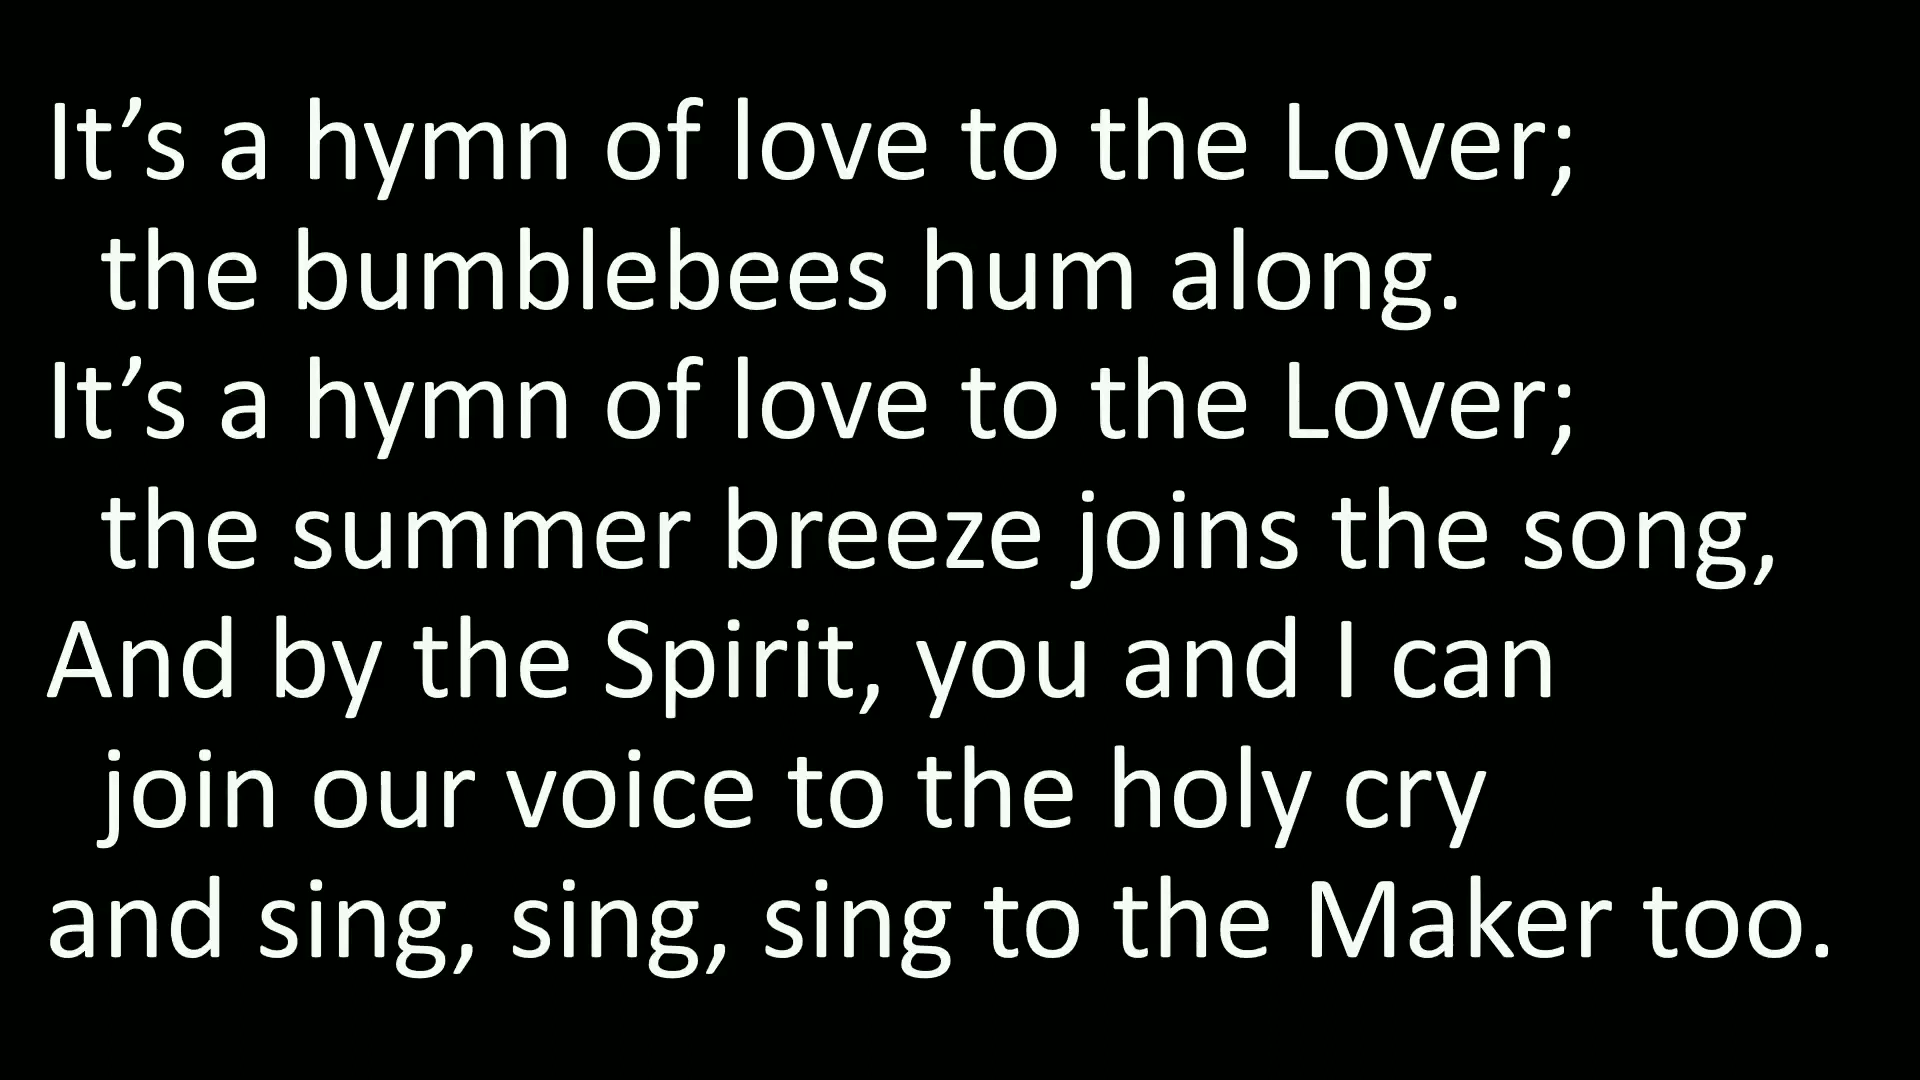 It’s a hymn of love to the Lover;
the bumblebees hum along.
It’s a hymn of love to the Lover;
the summer breeze joins the song,
And by the Spirit, you and I can
join our voice to the holy cry
and sing, sing, sing to the Maker too.